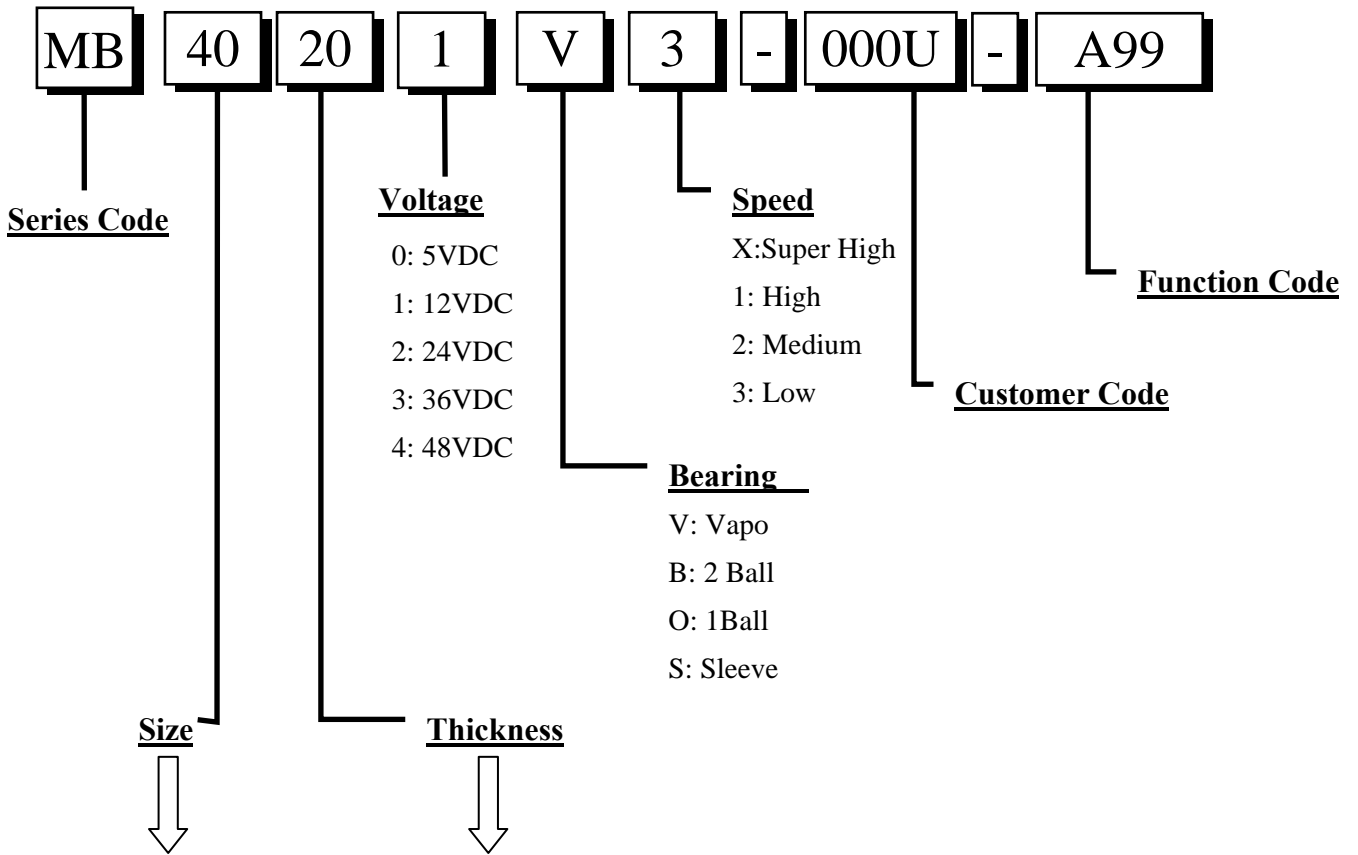 MB 40 20 1 V 3 - 000U - A99
Series Code
Voltage
0: 5VDC
1: 12VDC
2: 24VDC
3: 36VDC
4: 48VDC
Speed
X:Super High
1: High
2: Medium
3: Low
Function Code
Customer Code
Bearing
V: Vapo
B: 2 Ball
O: 1Ball
S: Sleeve
Size
Thickness